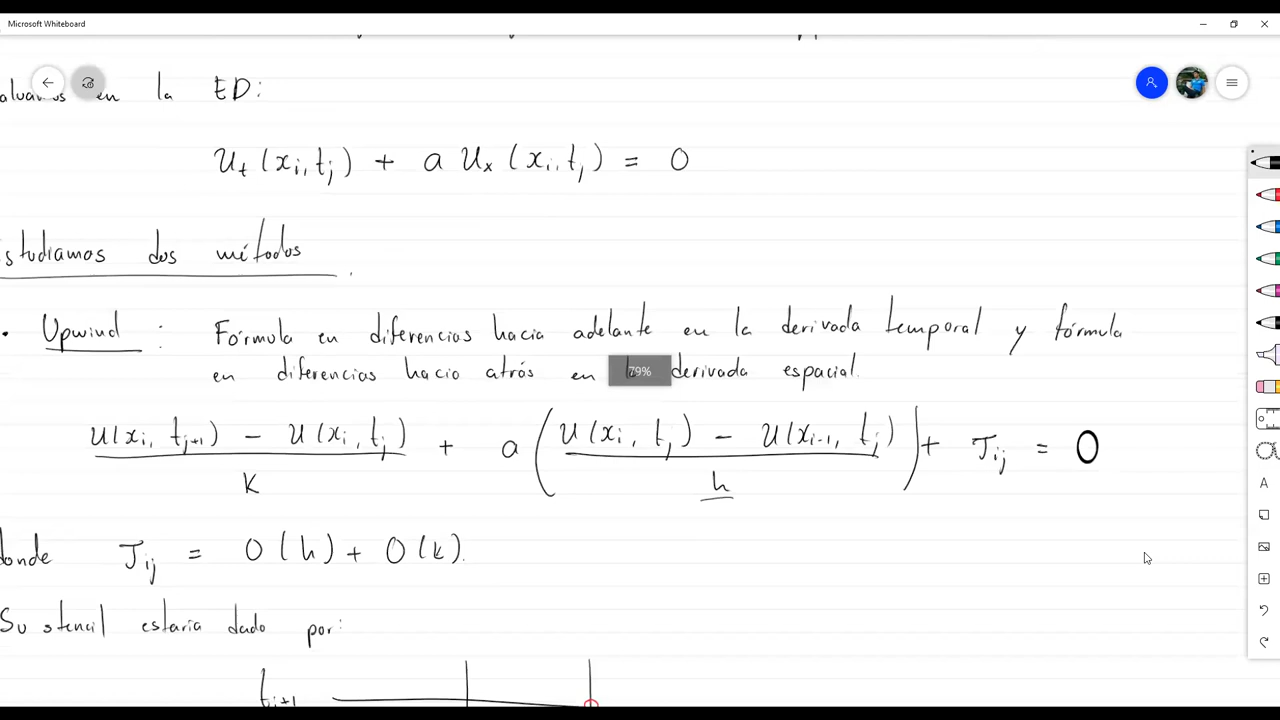 Microsoft Whiteboard
en la ED:
u_t(x_i, t_j) + a u_x(x_i, t_j) = 0
studiamos dos métodos
• Upwind : Fórmula en diferencias hacia adelante en la derivada temporal y fórmula
en diferencias hacia atrás en derivada espacial.
79%
(u(x_i, t_{j+1}) - u(x_i, t_j))/k + a((u(x_i, t_j) - u(x_{i-1}, t_j))/h) + T_{ij} = 0
donde T_{ij} = O(h) + O(k).
Su stencil estaría dado por:
t_{j+1}
A